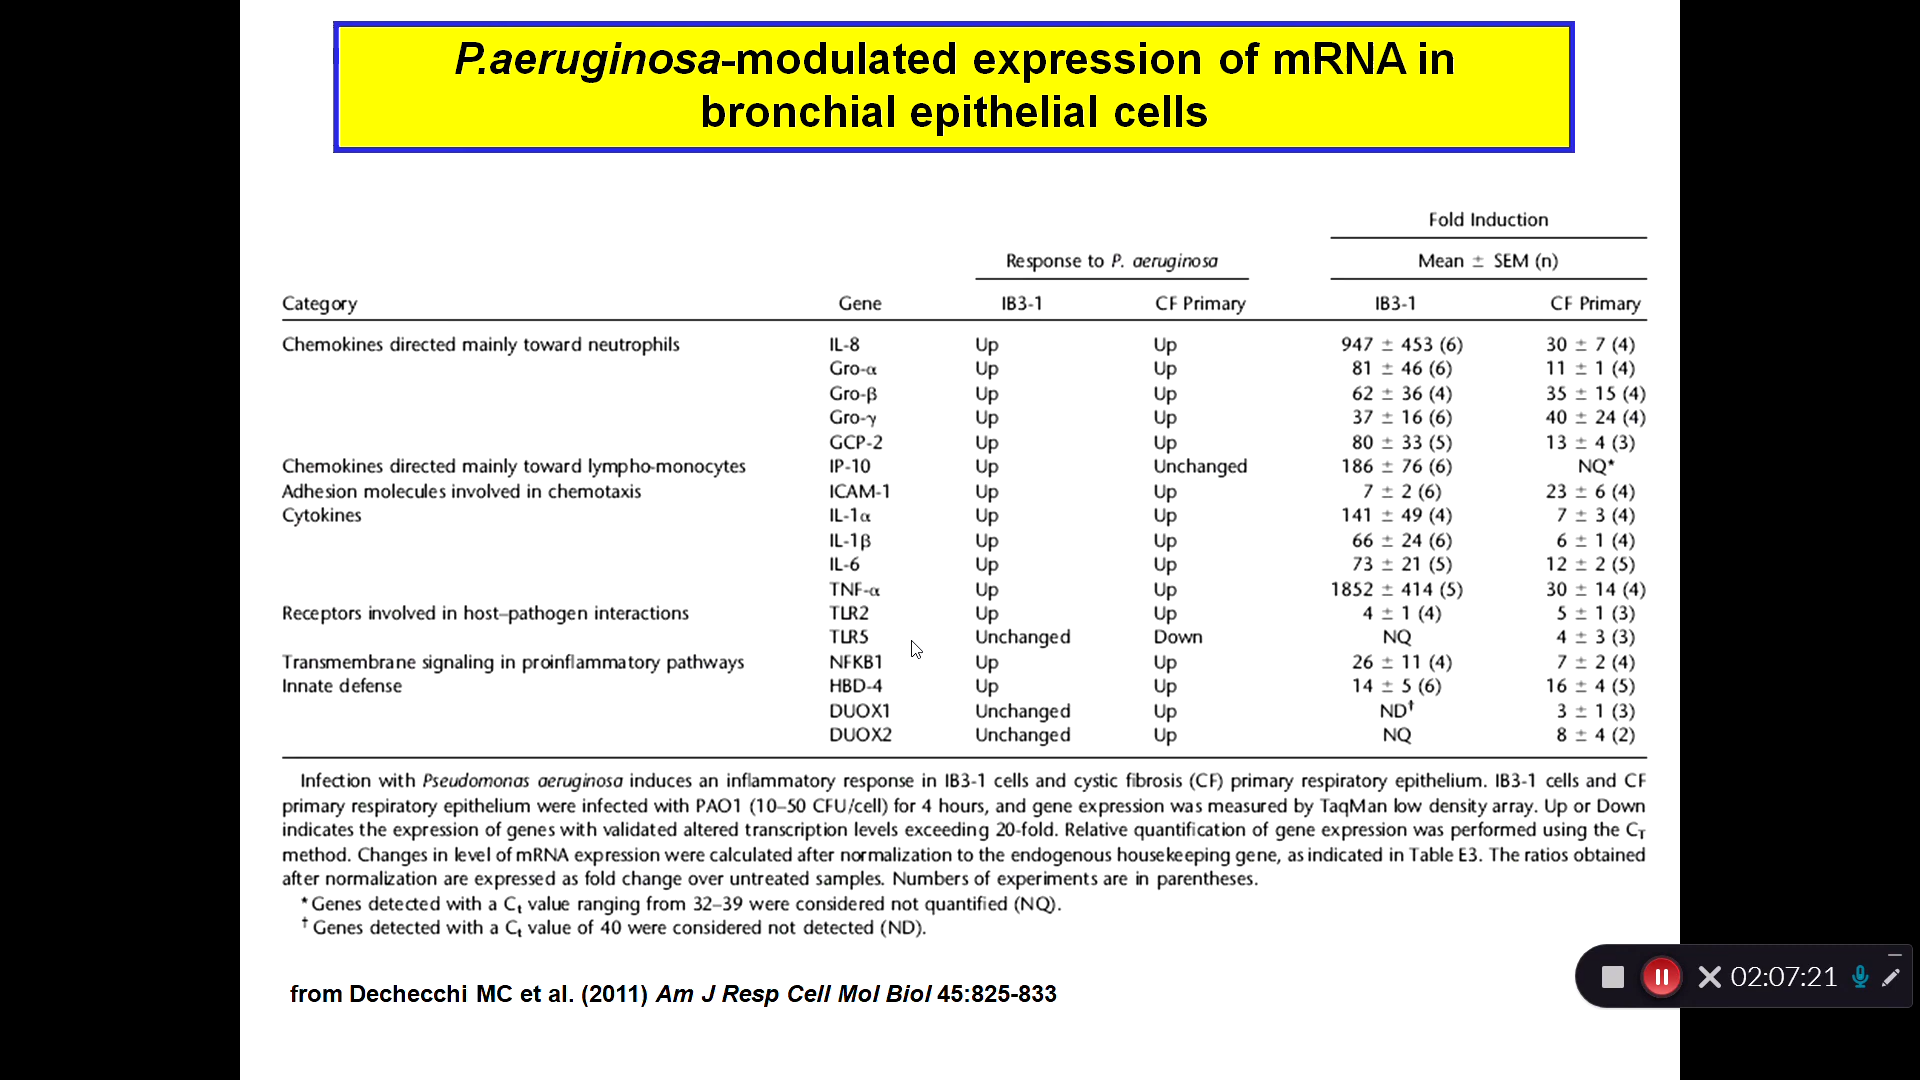 P.aeruginosa-modulated expression of mRNA in
bronchial epithelial cells
Fold Induction
Response to P. aeruginosa Mean ± SEM (n)
Category Gene IB3-1 CF Primary IB3-1 CF Primary
Chemokines directed mainly toward neutrophils IL-8 Up Up 947 ± 453 (6) 30 ± 7 (4)
Gro-α Up Up 81 ± 46 (6) 11 ± 1 (4)
Gro-β Up Up 62 ± 36 (4) 35 ± 15 (4)
Gro-γ Up Up 37 ± 16 (6) 40 ± 24 (4)
GCP-2 Up Up 80 ± 33 (5) 13 ± 4 (3)
Chemokines directed mainly toward lympho-monocytes IP-10 Up Unchanged 186 ± 76 (6) NQ*
Adhesion molecules involved in chemotaxis ICAM-1 Up Up 7 ± 2 (6) 23 ± 6 (4)
Cytokines IL-1α Up Up 141 ± 49 (4) 7 ± 3 (4)
IL-1β Up Up 66 ± 24 (6) 6 ± 1 (4)
IL-6 Up Up 73 ± 21 (5) 12 ± 2 (5)
TNF-α Up Up 1852 ± 414 (5) 30 ± 14 (4)
Receptors involved in host–pathogen interactions TLR2 Up Up 4 ± 1 (4) 5 ± 1 (3)
TLR5 Unchanged Down NQ 4 ± 3 (3)
Transmembrane signaling in proinflammatory pathways NFKB1 Up Up 26 ± 11 (4) 7 ± 2 (4)
Innate defense HBD-4 Up Up 14 ± 5 (6) 16 ± 4 (5)
DUOX1 Unchanged Up ND† 3 ± 1 (3)
DUOX2 Unchanged Up NQ 8 ± 4 (2)
Infection with Pseudomonas aeruginosa induces an inflammatory response in IB3-1 cells and cystic fibrosis (CF) primary respiratory epithelium. IB3-1 cells and CF
primary respiratory epithelium were infected with PAO1 (10–50 CFU/cell) for 4 hours, and gene expression was measured by TaqMan low density array. Up or Down
indicates the expression of genes with validated altered transcription levels exceeding 20-fold. Relative quantification of gene expression was performed using the CT
method. Changes in level of mRNA expression were calculated after normalization to the endogenous housekeeping gene, as indicated in Table E3. The ratios obtained
after normalization are expressed as fold change over untreated samples. Numbers of experiments are in parentheses.
* Genes detected with a Ct value ranging from 32–39 were considered not quantified (NQ).
† Genes detected with a Ct value of 40 were considered not detected (ND).
from Dechecchi MC et al. (2011) Am J Resp Cell Mol Biol 45:825-833
02:07:21